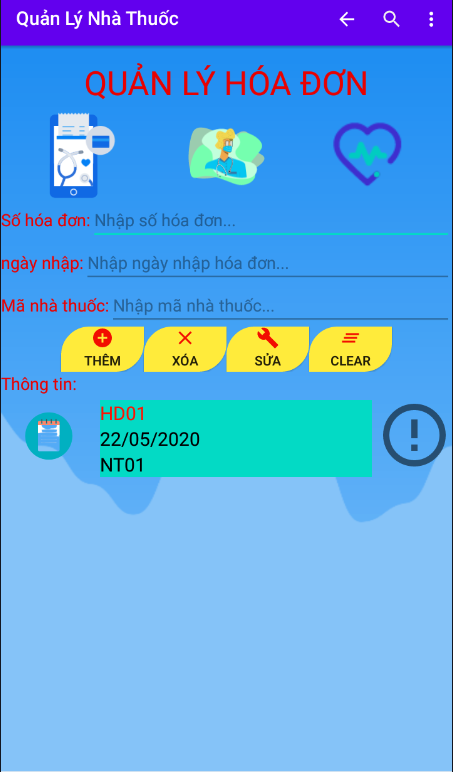 Quản Lý Nhà Thuốc
QUẢN LÝ HÓA ĐƠN
Số hóa đơn: Nhập số hóa đơn...
ngày nhập: Nhập ngày nhập hóa đơn...
Mã nhà thuốc: Nhập mã nhà thuốc...
THÊM XÓA SỬA CLEAR
Thông tin:
HD01
22/05/2020
NT01